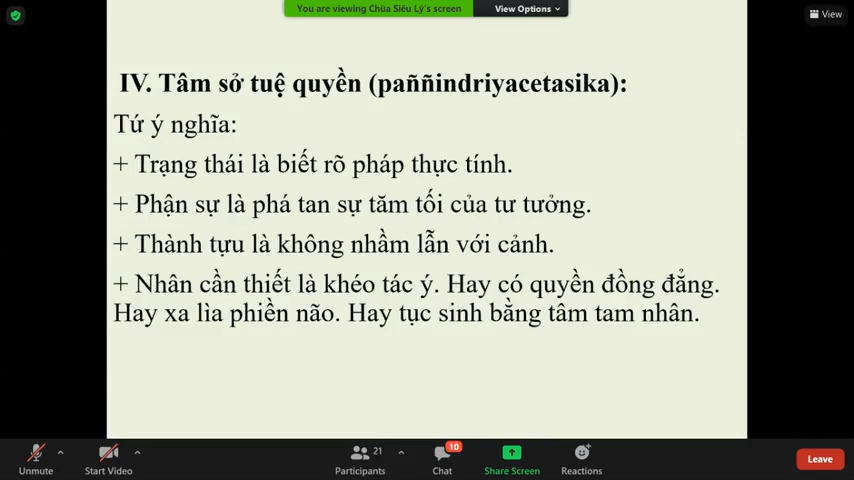 You are viewing Chùa Siêu Lý's screen
View Options
View
IV. Tâm sở tuệ quyền (paññindriyacetasika):
Tứ ý nghĩa:
+ Trạng thái là biết rõ pháp thực tính.
+ Phận sự là phá tan sự tăm tối của tư tưởng.
+ Thành tựu là không nhầm lẫn với cảnh.
+ Nhân cần thiết là khéo tác ý. Hay có quyền đồng đẳng.
Hay xa lìa phiền não. Hay tục sinh bằng tâm tam nhân.
Unmute
Start Video
21
Participants
10
Chat
Share Screen
Reactions
Leave